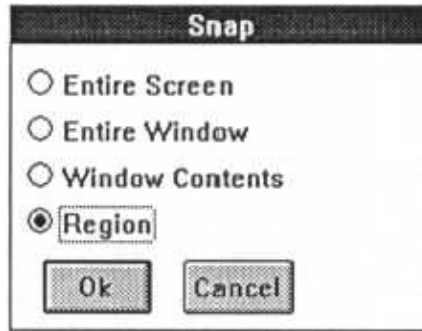 Snap
Entire Screen
Entire Window
Window Contents
Region
Ok
Cancel